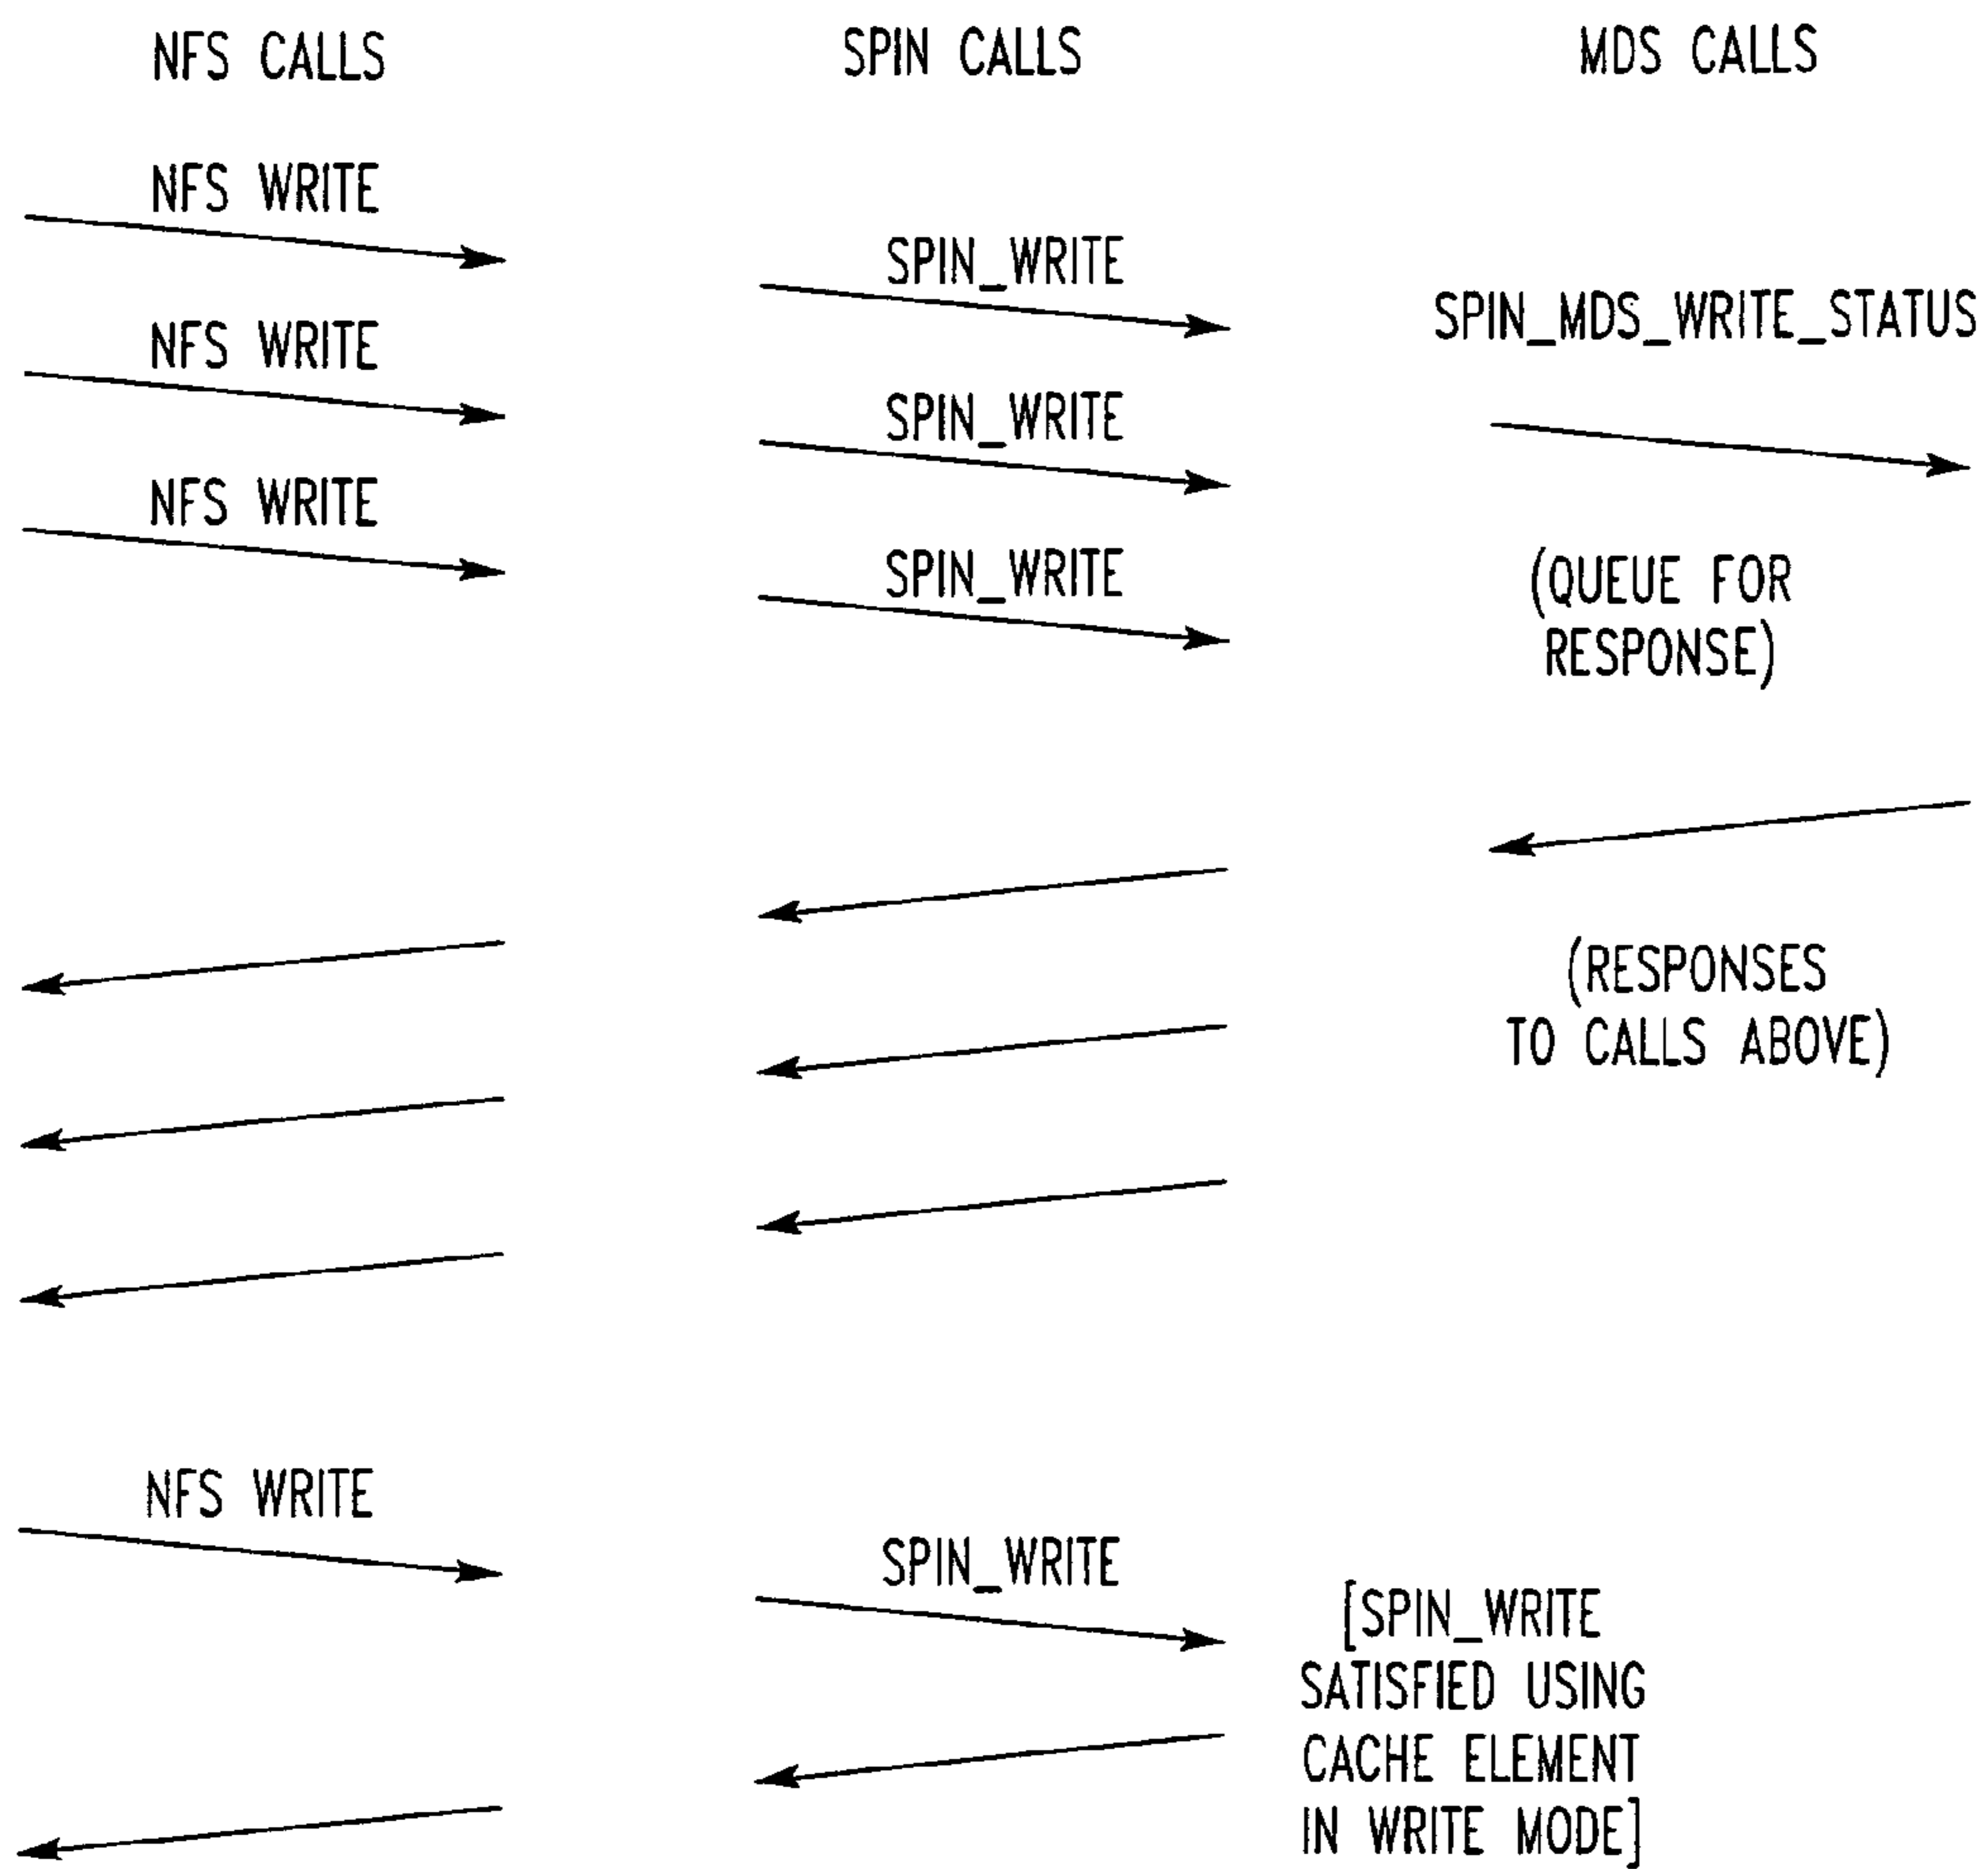 NFS CALLS
SPIN CALLS
MDS CALLS
NFS WRITE
SPIN_WRITE
SPIN_MDS_WRITE_STATUS
NFS WRITE
SPIN_WRITE
NFS WRITE
SPIN_WRITE
(QUEUE FOR
RESPONSE)
(RESPONSES
TO CALLS ABOVE)
NFS WRITE
SPIN_WRITE
[SPIN_WRITE
SATISFIED USING
CACHE ELEMENT
IN WRITE MODE]